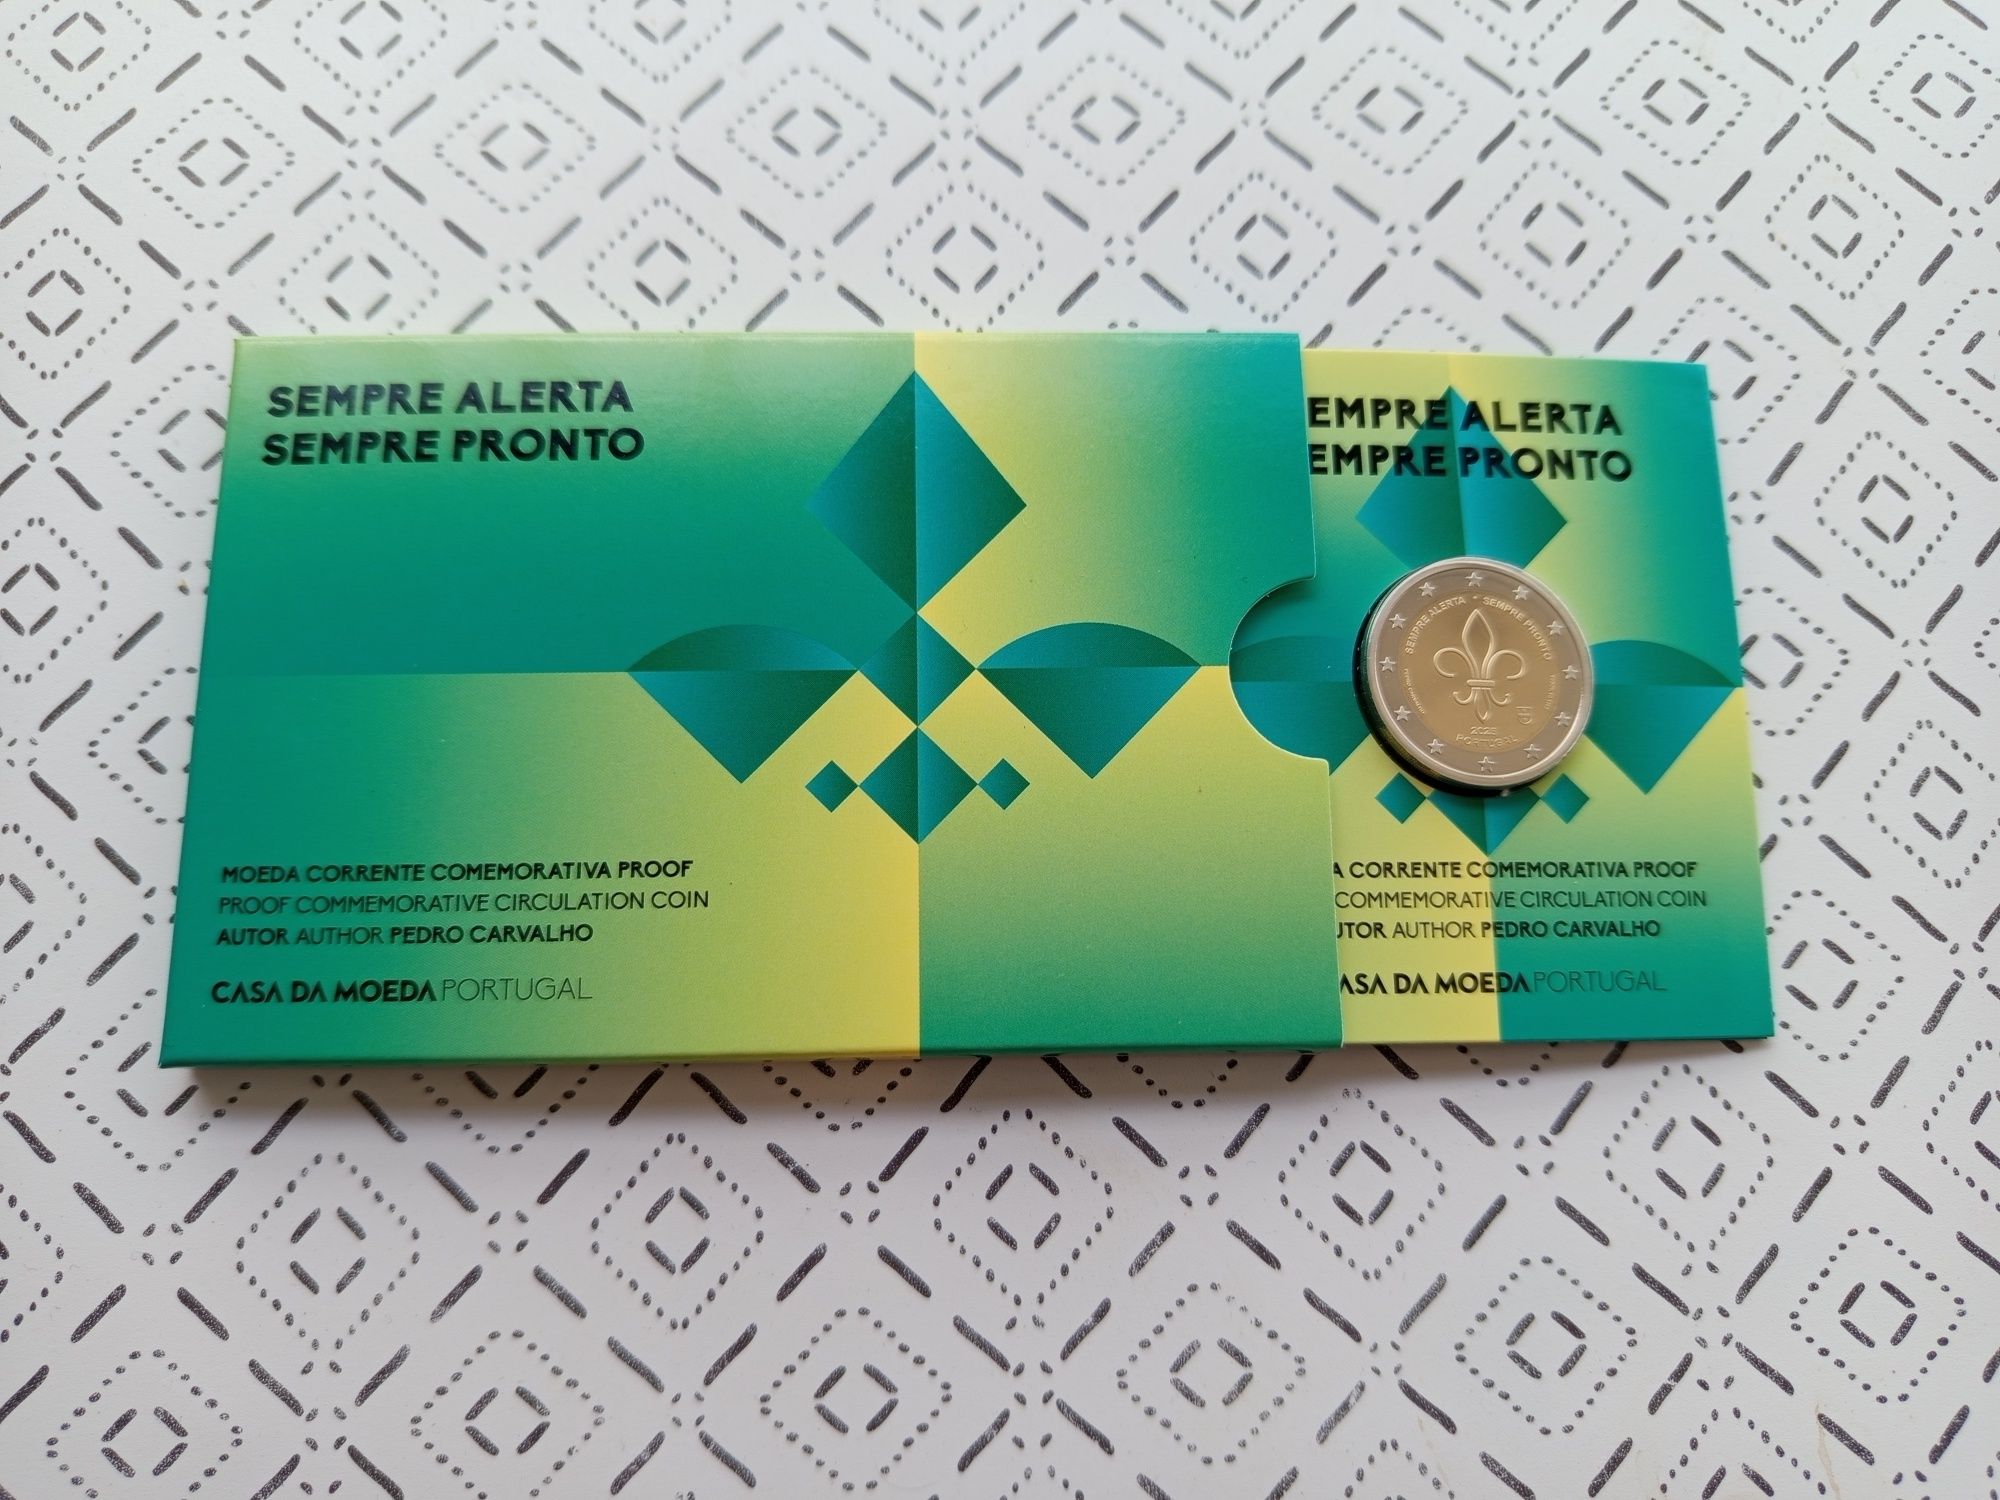 SEMPRE ALERTA
SEMPRE PRONTO
MOEDA CORRENTE COMEMORATIVA PROOF
PROOF COMMEMORATIVE CIRCULATION COIN
AUTOR AUTHOR PEDRO CARVALHO
CASA DA MOEDA PORTUGAL
EMPRE ALERTA
EMPRE PRONTO
SEMPRE ALERTA • SEMPRE PRONTO
PORTUGAL
A CORRENTE COMEMORATIVA PROOF
COMMEMORATIVE CIRCULATION COIN
UTOR AUTHOR PEDRO CARVALHO
ASA DA MOEDA PORTUGAL